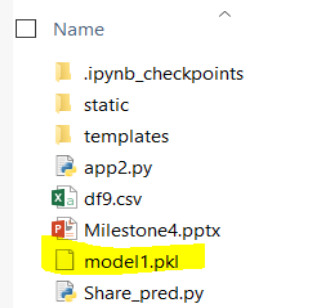 Name
.ipynb_checkpoints
static
templates
app2.py
df9.csv
Milestone4.pptx
model1.pkl
Share_pred.py